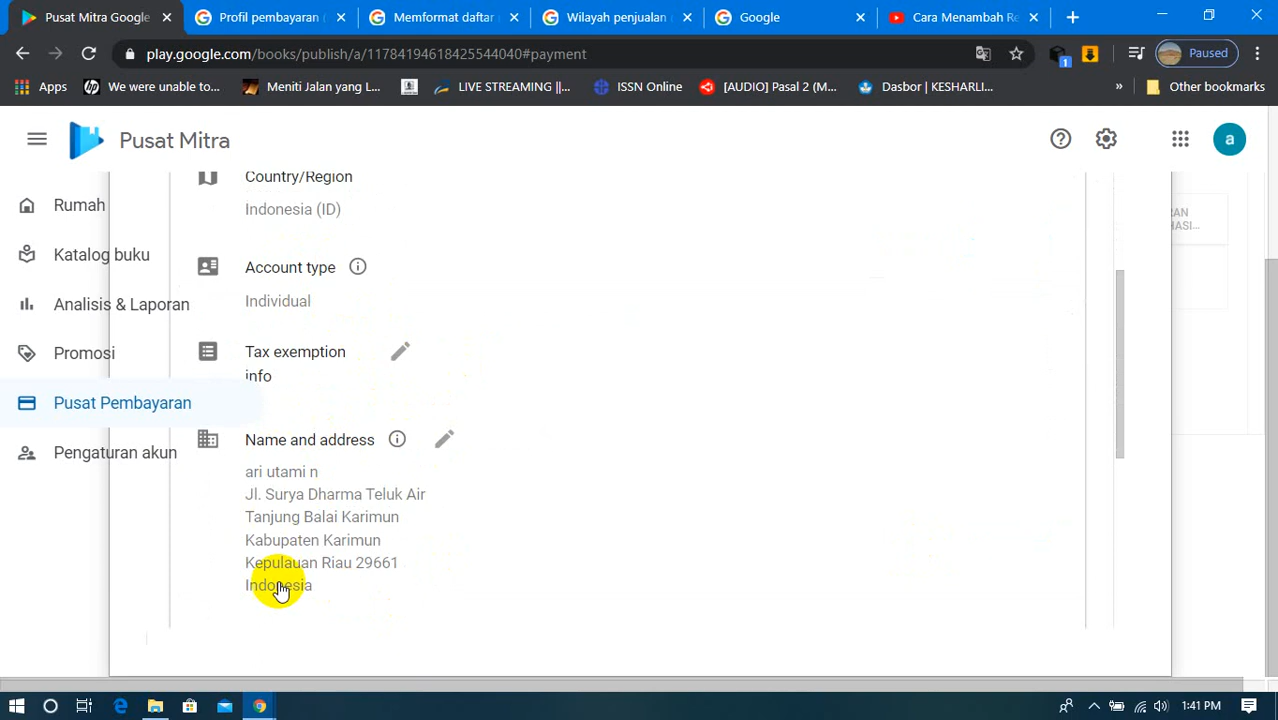 Pusat Mitra Google
Profil pembayaran
Memformat daftar
Wilayah penjualan
Google
Cara Menambah Re
play.google.com/books/publish/a/11784194618425544040#payment
Paused
1
Apps
We were unable to...
Meniti Jalan yang L...
LIVE STREAMING ||...
ISSN Online
[AUDIO] Pasal 2 (M...
Dasbor | KESHARLI...
»
Other bookmarks
Pusat Mitra
a
Rumah
Katalog buku
Analisis & Laporan
Promosi
Pusat Pembayaran
Pengaturan akun
Country/Region
Indonesia (ID)
Account type
Individual
Tax exemption
info
Name and address
ari utami n
Jl. Surya Dharma Teluk Air
Tanjung Balai Karimun
Kabupaten Karimun
Kepulauan Riau 29661
Indonesia
RAN
HASI...
1:41 PM